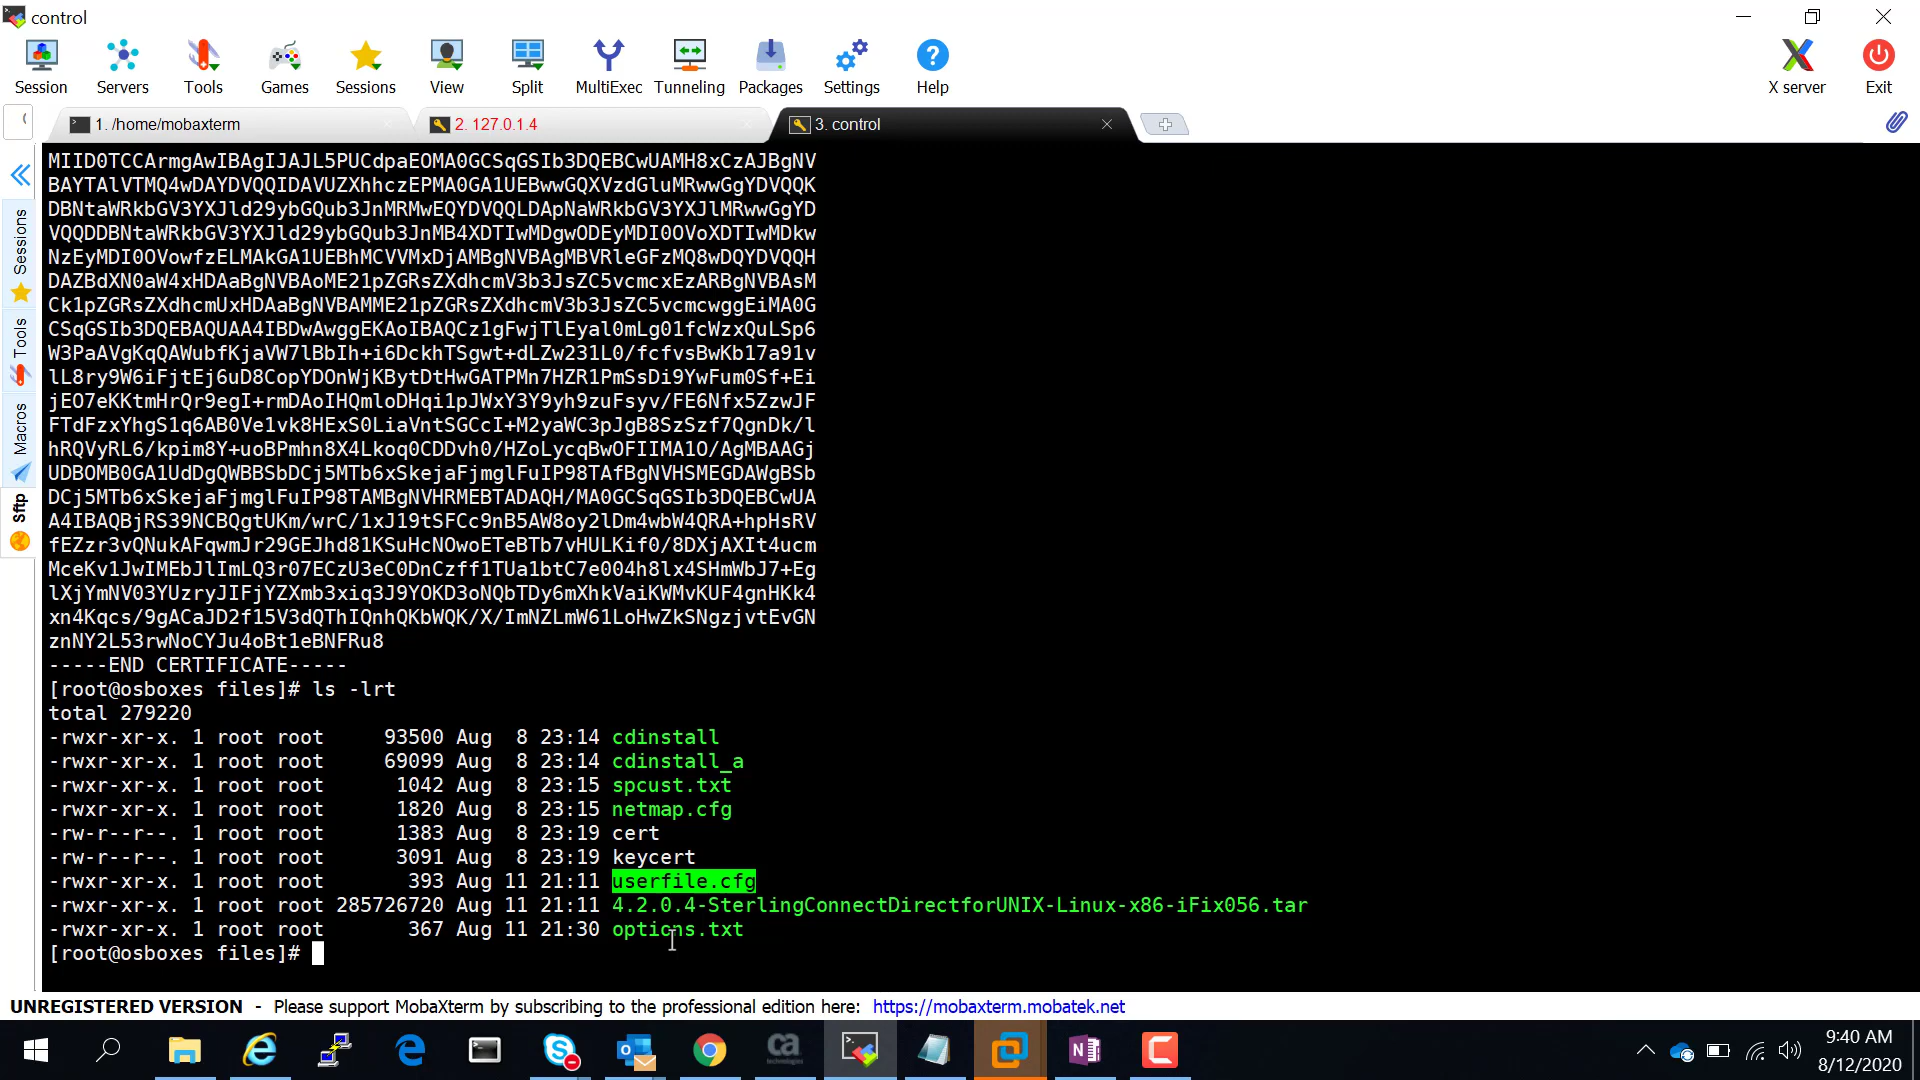 control
Session
Servers
Tools
Games
Sessions
View
Split
MultiExec
Tunneling
Packages
Settings
Help
X server
Exit
1. /home/mobaxterm
2. 127.0.1.4
3. control
Sessions
Tools
Macros
Sftp
MIID0TCCArmgAwIBAgIJAJL5PUCdpaEOMA0GCSqGSIb3DQEBCwUAMH8xCzAJBgNV
BAYTAlVTMQ4wDAYDVQQIDAVUZXhhczEPMA0GA1UEBwwGQXVzdGluMRwwGgYDVQQK
DBNtaWRkbGV3YXJld29ybGQub3JnMRMwEQYDVQQLDApNaWRkbGV3YXJlMRwwGgYD
VQQDDBNtaWRkbGV3YXJld29ybGQub3JnMB4XDTIwMDgwODEyMDI0OVoXDTIwMDkw
NzEyMDI0OVowfzELMAkGA1UEBhMCVVMxDjAMBgNVBAgMBVRleGFzMQ8wDQYDVQQH
DAZBdXN0aW4xHDAaBgNVBAoME21pZGRsZXdhcmV3b3JsZC5vcmcxEzARBgNVBAsM
Ck1pZGRsZXdhcmUxHDAaBgNVBAMME21pZGRsZXdhcmV3b3JsZC5vcmcwggEiMA0G
CSqGSIb3DQEBAQUAA4IBDwAwggEKAoIBAQCz1gFwjTlEyal0mLg01fcWzxQuLSp6
W3PaAVgKqQAWubfKjaVW7lBbIh+i6DckhTSgwt+dLZw231L0/fcfvsBwKb17a91v
lL8ry9W6iFjtEj6uD8CopYDOnWjKBytDtHwGATPMn7HZR1PmSsDi9YwFum0Sf+Ei
jEO7eKKtmHrQr9egI+rmDAoIHQmloDHqi1pJWxY3Y9yh9zuFsyv/FE6Nfx5ZzwJF
FTdFzxYhgS1q6AB0Ve1vk8HExS0LiaVntSGCcI+M2yaWC3pJgB8SzSzf7QgnDk/l
hRQVyRL6/kpim8Y+uoBPmhn8X4Lkoq0CDDvh0/HZoLycqBwOFIIMA1O/AgMBAAGj
UDBOMB0GA1UdDgQWBBSbDCj5MTb6xSkejaFjmglFuIP98TAfBgNVHSMEGDAWgBSb
DCj5MTb6xSkejaFjmglFuIP98TAMBgNVHRMEBTADAQH/MA0GCSqGSIb3DQEBCwUA
A4IBAQBjRS39NCBQgtUKm/wrC/1xJ19tSFCc9nB5AW8oy2lDm4wbW4QRA+hpHsRV
fEZzr3vQNukAFqwmJr29GEJhd81KSuHcNOwoETeBTb7vHULKif0/8DXjAXIt4ucm
MceKv1JwIMEbJlImLQ3r07ECzU3eC0DnCzff1TUa1btC7e004h8lx4SHmWbJ7+Eg
lXjYmNV03YUzryJIFjYZXmb3xiq3J9YOKD3oNQbTDy6mXhkVaiKWMvKUF4gnHKk4
xn4Kqcs/9gACaJD2f15V3dQThIQnhQKbWQK/X/ImNZLmW61LoHwZkSNgzjvtEvGN
znNY2L53rwNoCYJu4oBt1eBNFRu8
-----END CERTIFICATE-----
[root@osboxes files]# ls -lrt
total 279220
-rwxr-xr-x. 1 root root 93500 Aug 8 23:14 cdinstall
-rwxr-xr-x. 1 root root 69099 Aug 8 23:14 cdinstall_a
-rwxr-xr-x. 1 root root 1042 Aug 8 23:15 spcust.txt
-rwxr-xr-x. 1 root root 1820 Aug 8 23:15 netmap.cfg
-rw-r--r--. 1 root root 1383 Aug 8 23:19 cert
-rw-r--r--. 1 root root 3091 Aug 8 23:19 keycert
-rwxr-xr-x. 1 root root 393 Aug 11 21:11 userfile.cfg
-rwxr-xr-x. 1 root root 285726720 Aug 11 21:11 4.2.0.4-SterlingConnectDirectforUNIX-Linux-x86-iFix056.tar
-rwxr-xr-x. 1 root root 367 Aug 11 21:30 options.txt
[root@osboxes files]#
UNREGISTERED VERSION - Please support MobaXterm by subscribing to the professional edition here: https://mobaxterm.mobatek.net
ca
technologies
9:40 AM
8/12/2020